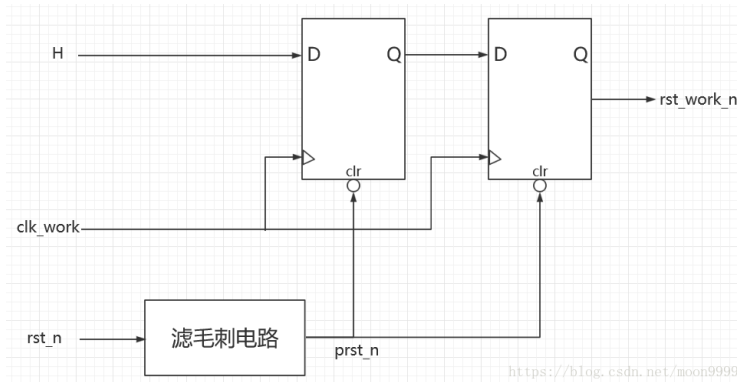 H
D
Q
D
Q
rst_work_n
clr
clr
clk_work
rst_n
滤毛刺电路
prst_n
https://blog.csdn.net/moon9999